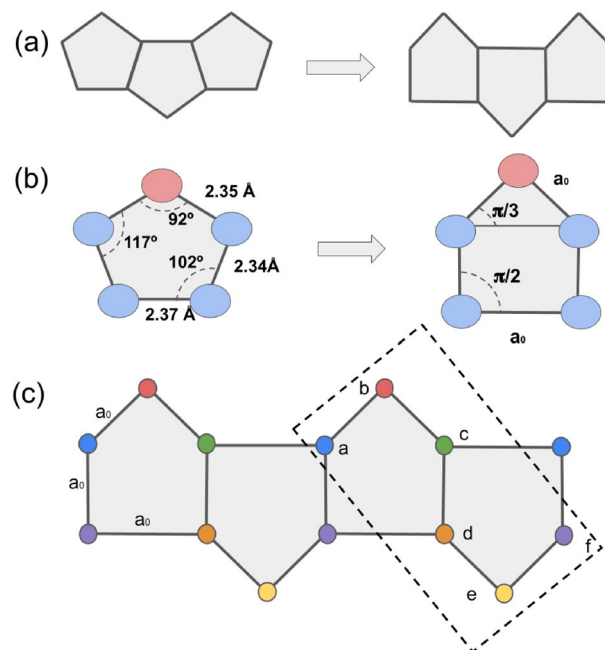 (a)
(b)
2.35 Å
92º
117º
102º
2.34Å
2.37 Å
a₀
π/3
π/2
a₀
(c)
b
a₀
a
c
a₀
a₀
d
f
e